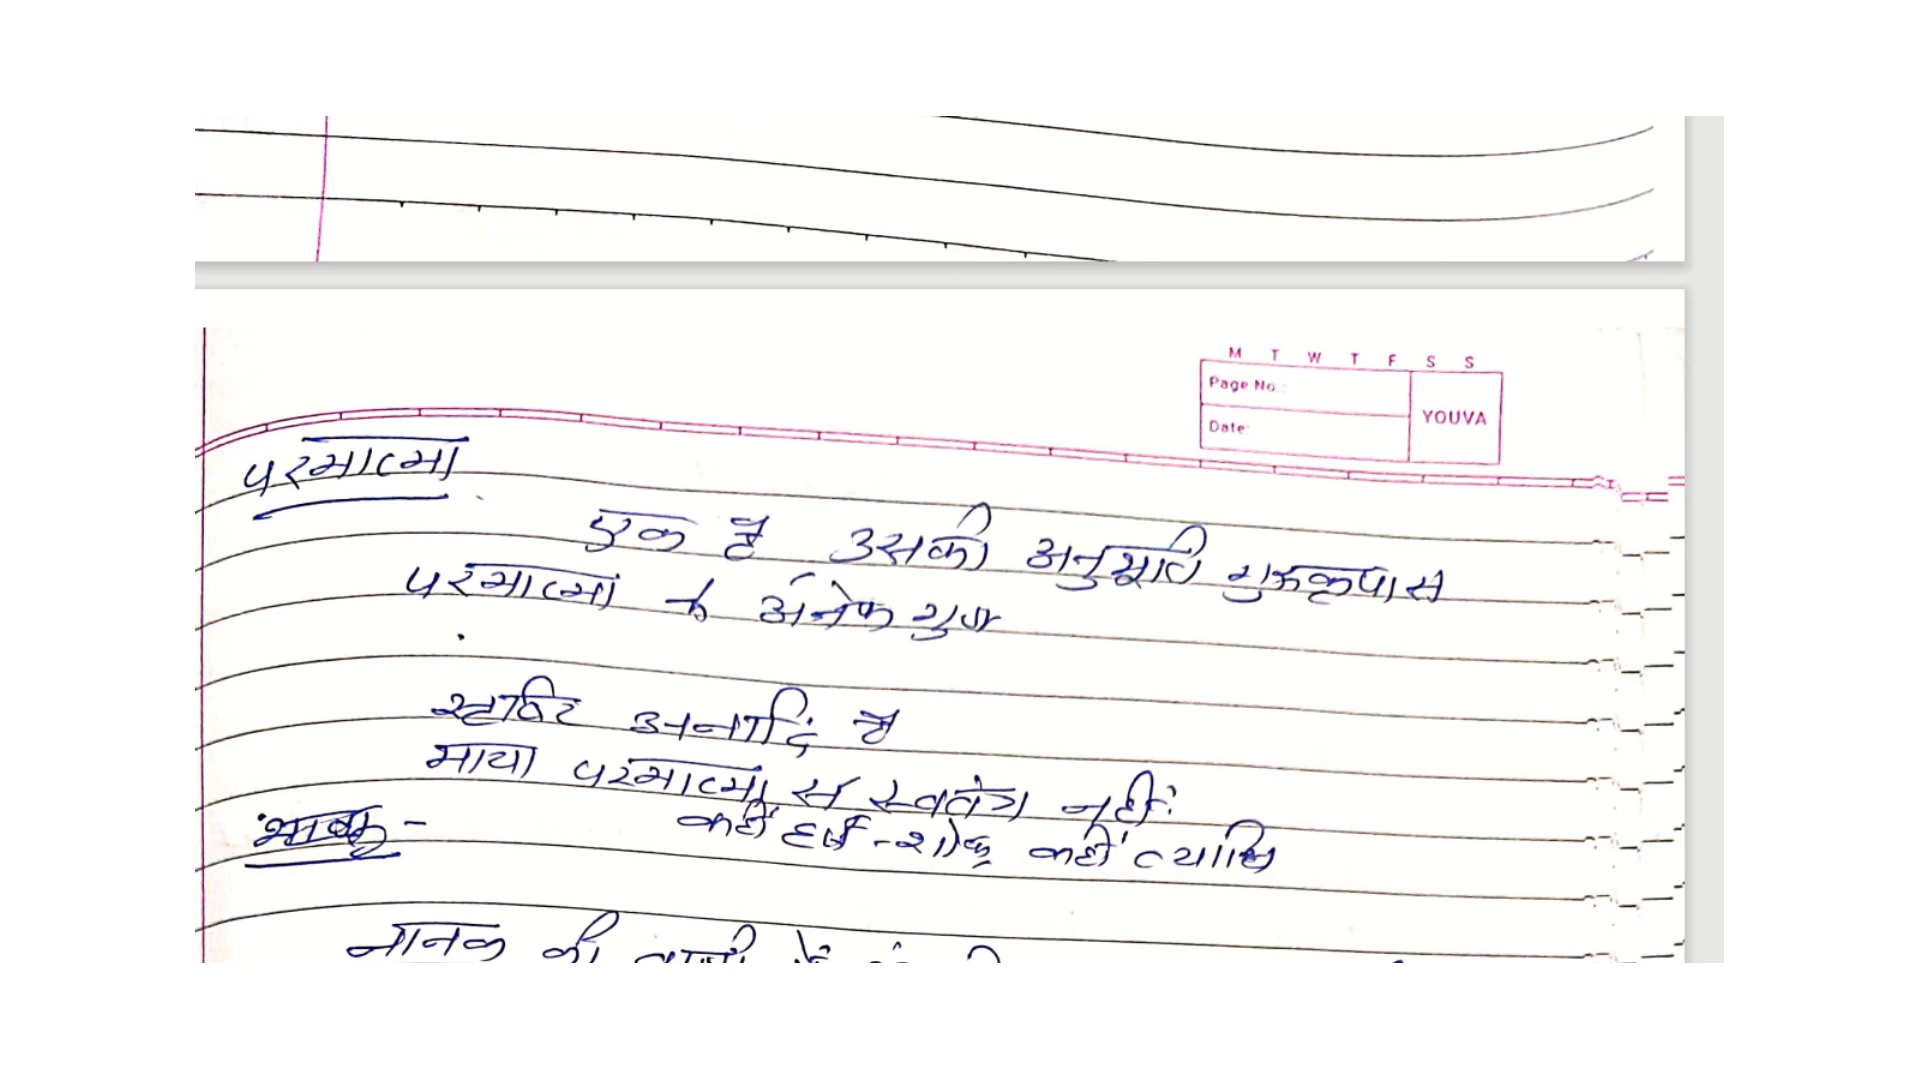 M T W T F S S
Page No.:
YOUVA
Date:
परमात्मा
एक है उसकी अनुभूति गुरुकृपा से
परमात्मा के अनेक गुण
सृष्टि अनादि है
माया परमात्मा से स्वतंत्र नहीं
कहीं हर्ष-शोक कहीं व्याधि
नानक की